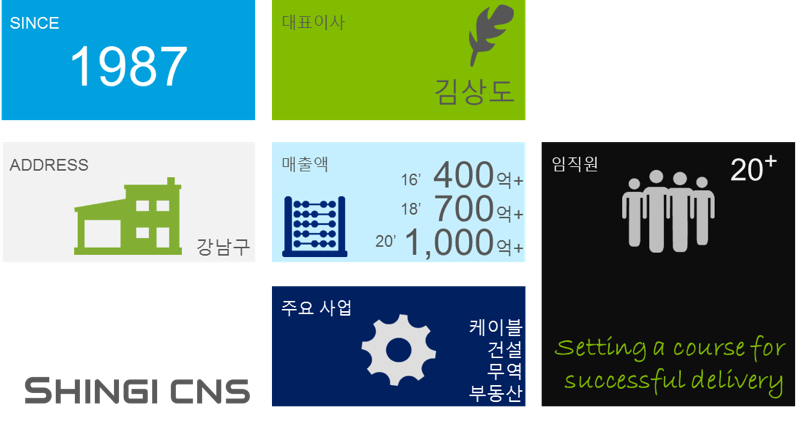 SINCE
1987
대표이사
김상도
ADDRESS
강남구
매출액
16’ 400억+
18’ 700억+
20’ 1,000억+
임직원
20+
주요 사업
케이블
건설
무역
부동산
Setting a course for
successful delivery
SHINGI CNS